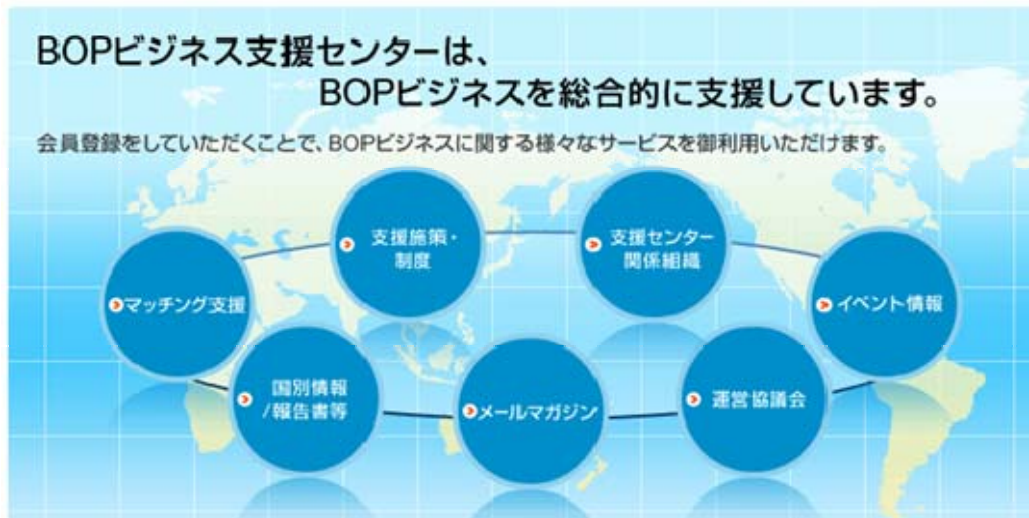 BOPビジネス支援センターは、
BOPビジネスを総合的に支援しています。
会員登録をしていただくことで、BOPビジネスに関する様々なサービスを御利用いただけます。
支援施策・
制度
支援センター
関係組織
マッチング支援
イベント情報
国別情報
/報告書等
メールマガジン
運営協議会